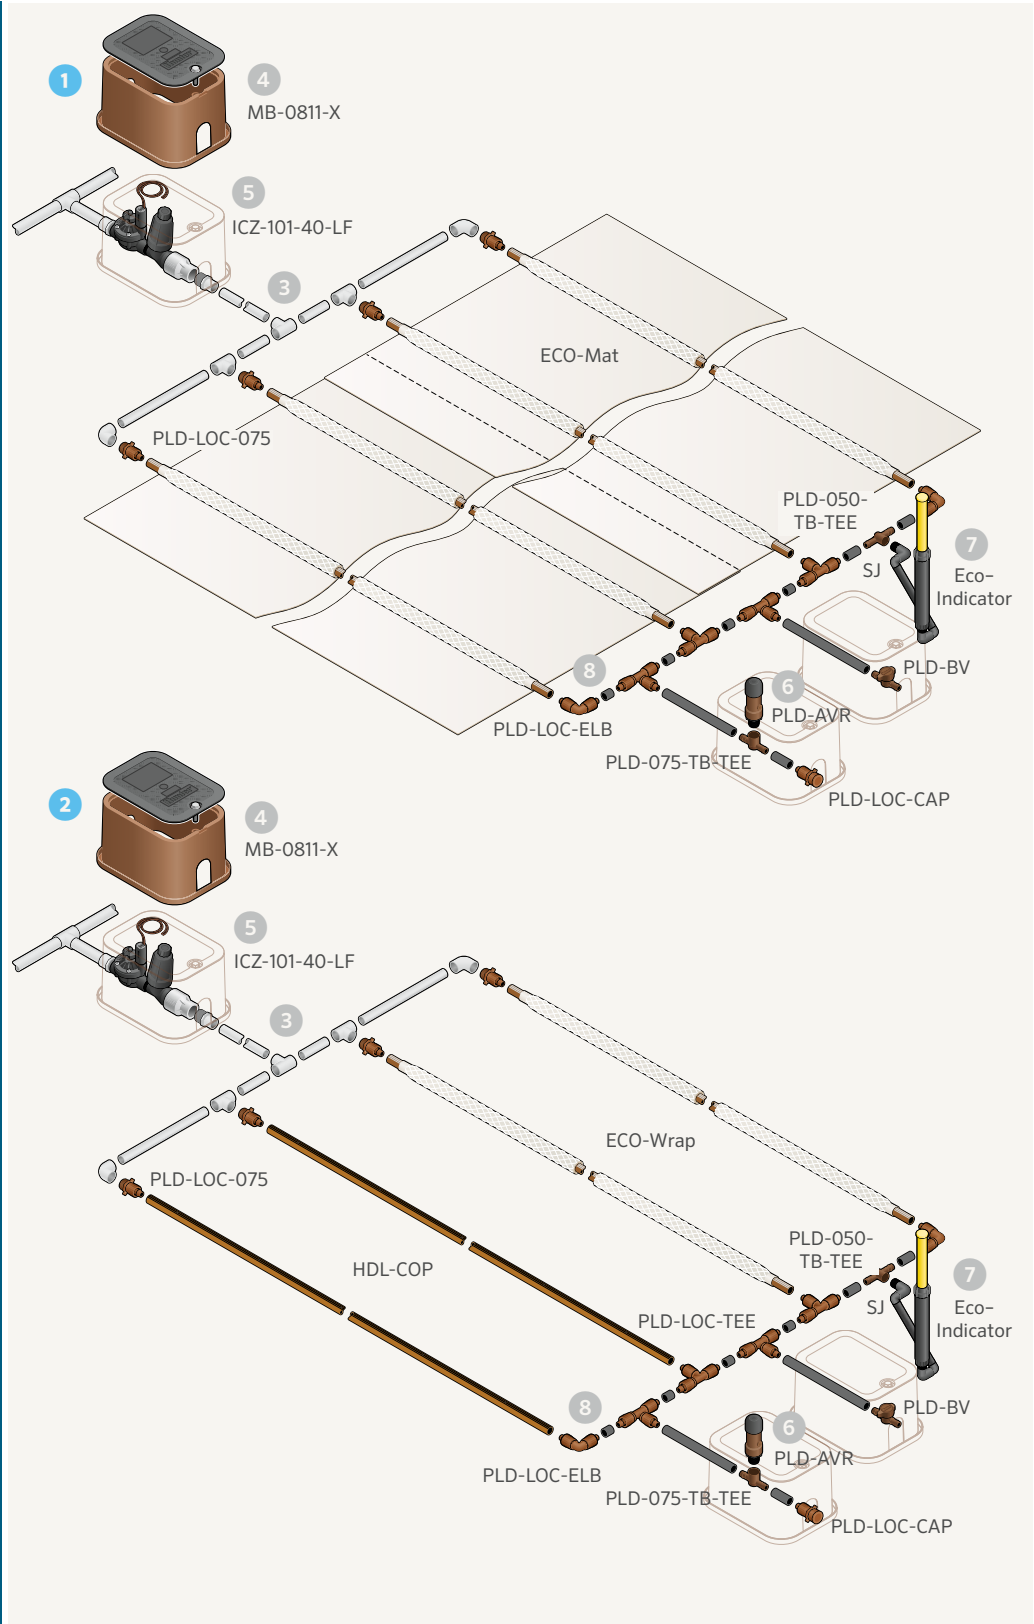 1
4
MB-0811-X
5
ICZ-101-40-LF
3
ECO-Mat
PLD-LOC-075
PLD-050-
TB-TEE
7
SJ
Eco-
Indicator
8
PLD-BV
6
PLD-AVR
PLD-LOC-ELB
PLD-075-TB-TEE
PLD-LOC-CAP
2
4
MB-0811-X
5
ICZ-101-40-LF
3
ECO-Wrap
PLD-LOC-075
PLD-050-
TB-TEE
HDL-COP
7
SJ
Eco-
Indicator
PLD-LOC-TEE
8
PLD-BV
6
PLD-AVR
PLD-LOC-ELB
PLD-075-TB-TEE
PLD-LOC-CAP